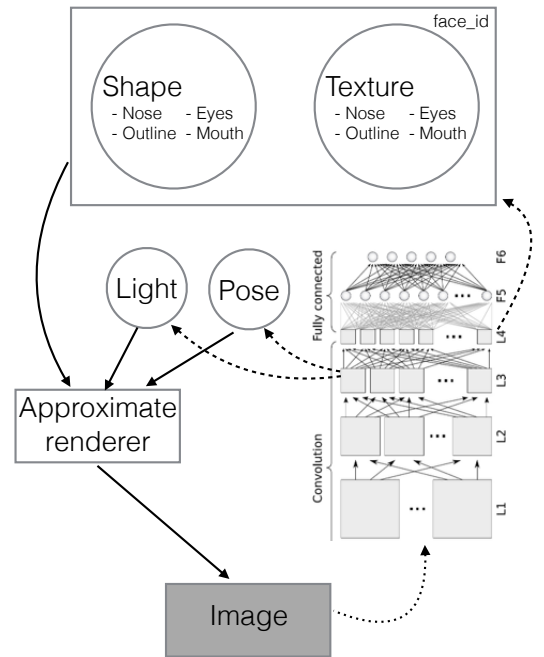 face_id
Shape
- Nose - Eyes
- Outline - Mouth
Texture
- Nose - Eyes
- Outline - Mouth
Light
Pose
Approximate
renderer
Image
Fully connected
Convolution
F6
F5
...
L4
...
L3
...
L2
...
L1
...